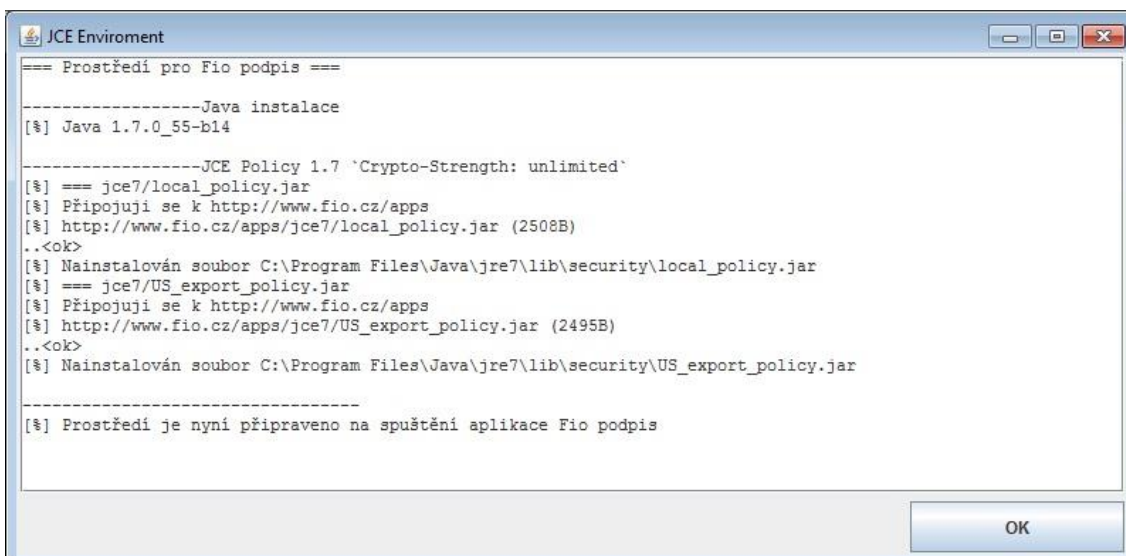 JCE Enviroment
=== Prostředí pro Fio podpis ===
------------------Java instalace
[%] Java 1.7.0_55-b14
------------------JCE Policy 1.7 `Crypto-Strength: unlimited`
[%] === jce7/local_policy.jar
[%] Připojuji se k http://www.fio.cz/apps
[%] http://www.fio.cz/apps/jce7/local_policy.jar (2508B)
..<ok>
[%] Nainstalován soubor C:\Program Files\Java\jre7\lib\security\local_policy.jar
[%] === jce7/US_export_policy.jar
[%] Připojuji se k http://www.fio.cz/apps
[%] http://www.fio.cz/apps/jce7/US_export_policy.jar (2495B)
..<ok>
[%] Nainstalován soubor C:\Program Files\Java\jre7\lib\security\US_export_policy.jar
----------------------------------
[%] Prostředí je nyní připraveno na spuštění aplikace Fio podpis
OK